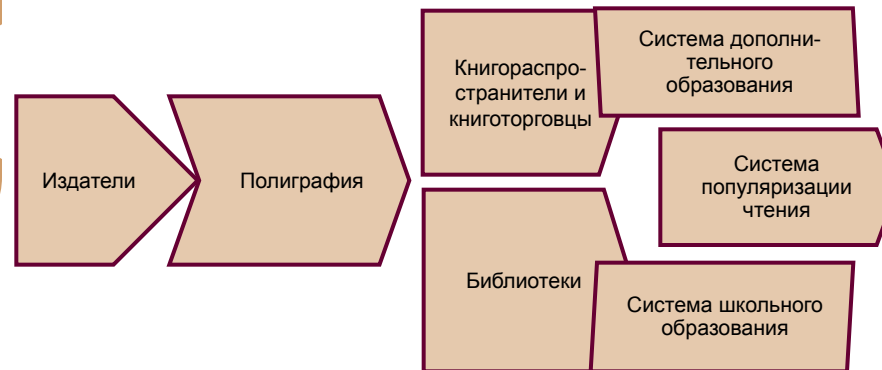 Издатели
Полиграфия
Книгораспро-
странители и
книготорговцы
Библиотеки
Система дополни-
тельного
образования
Система
популяризации
чтения
Система школьного
образования